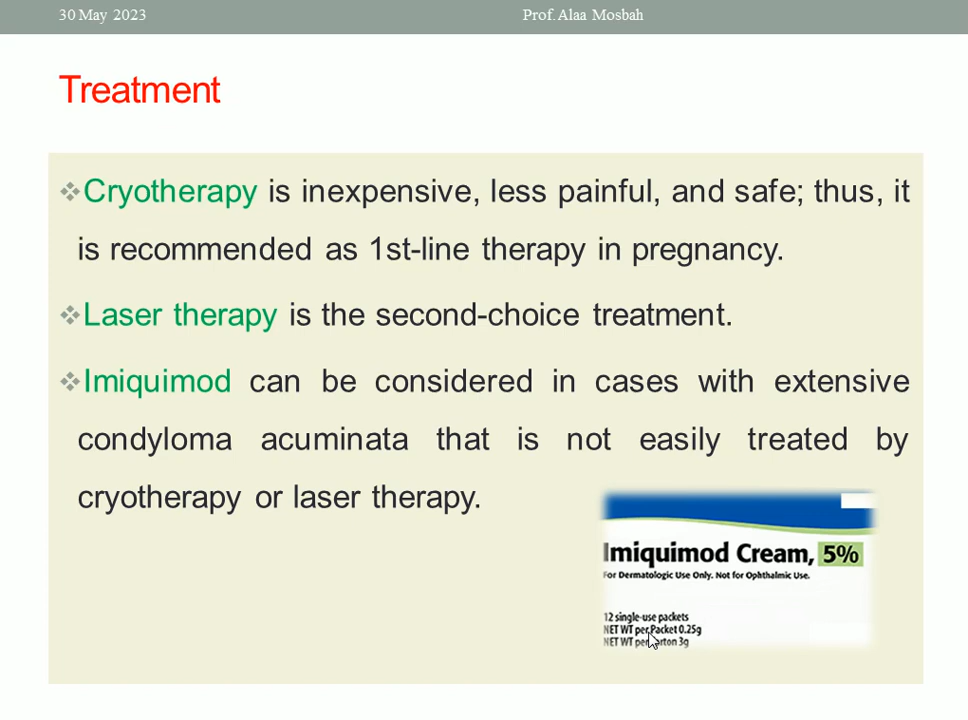 30 May 2023
Prof. Alaa Mosbah
Treatment
Cryotherapy is inexpensive, less painful, and safe; thus, it
is recommended as 1st-line therapy in pregnancy.
Laser therapy is the second-choice treatment.
Imiquimod can be considered in cases with extensive
condyloma acuminata that is not easily treated by
cryotherapy or laser therapy.
Imiquimod Cream, 5%
For Dermatologic Use Only. Not for Ophthalmic Use.
12 single-use packets
NET WT per Packet 0.25g
NET WT per carton 3g